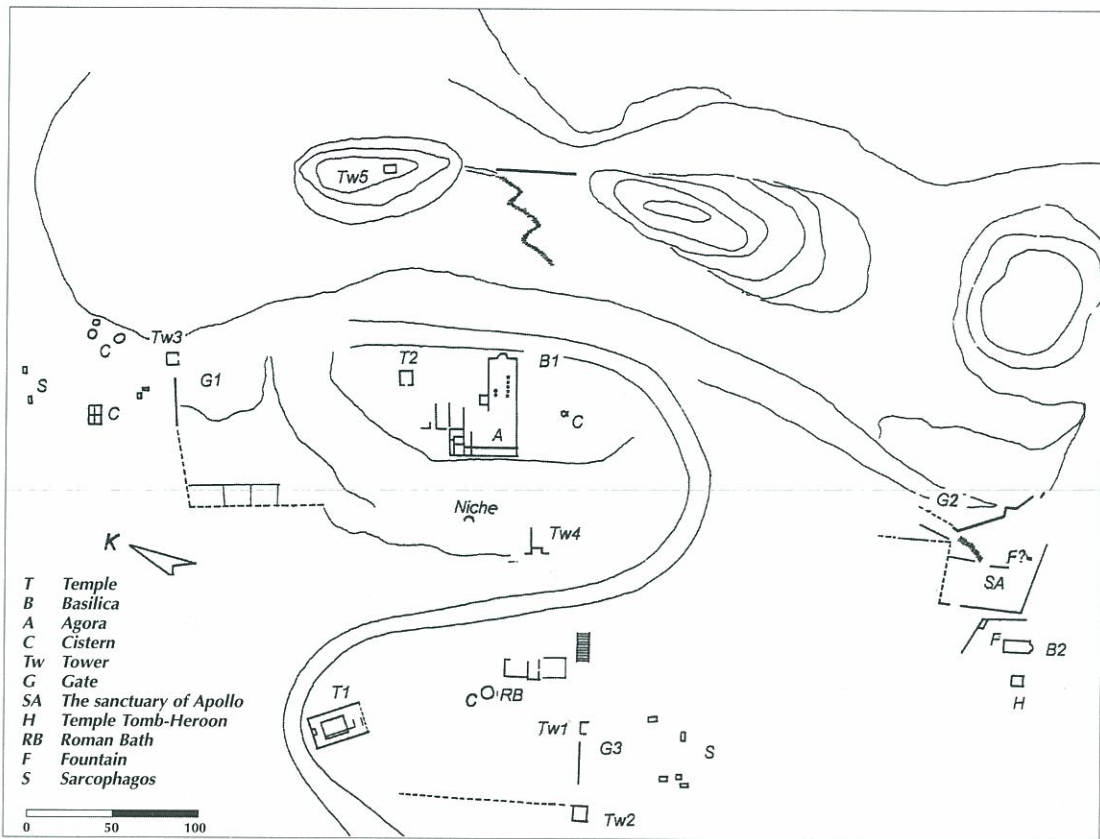 Tw5
C
Tw3
S
C
G1
T2
B1
A
C
Niche
Tw4
G2
F?
SA
F
B2
H
K
T Temple
B Basilica
A Agora
C Cistern
Tw Tower
G Gate
SA The sanctuary of Apollo
H Temple Tomb-Heroon
RB Roman Bath
F Fountain
S Sarcophagos
T1
C
RB
Tw1
G3
S
Tw2
0 50 100